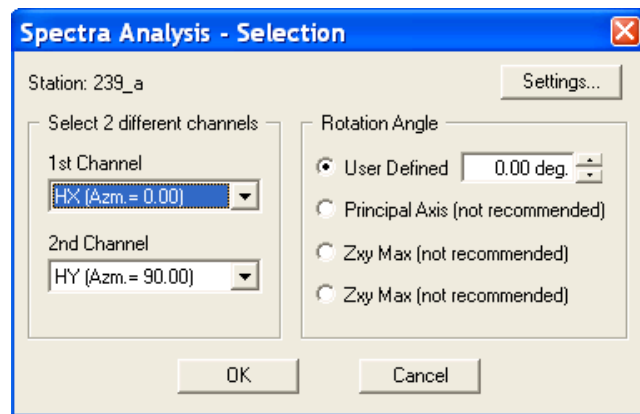 Spectra Analysis - Selection
Station: 239_a
Settings...
Select 2 different channels
1st Channel
HX (Azm.= 0.00)
2nd Channel
HY (Azm.= 90.00)
Rotation Angle
User Defined 0.00 deg.
Principal Axis (not recommended)
Zxy Max (not recommended)
Zxy Max (not recommended)
OK
Cancel